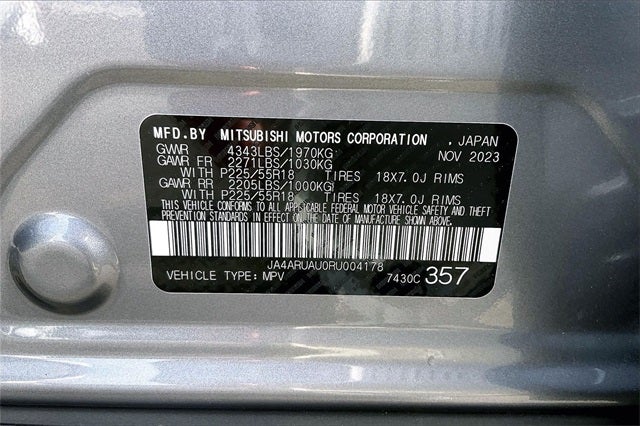 MFD.BY MITSUBISHI MOTORS CORPORATION , JAPAN
GVWR 4343LBS/1970KG NOV 2023
GAWR FR 2271LBS/1030KG
WITH P225/55R18 TIRES 18X7.0J RIMS
GAWR RR 2205LBS/1000KG
WITH P225/55R18 TIRES 18X7.0J RIMS
THIS VEHICLE CONFORMS TO ALL APPLICABLE FEDERAL MOTOR VEHICLE SAFETY AND THEFT
PREVENTION STANDARDS IN EFFECT ON THE DATE OF MANUFACTURE SHOWN ABOVE.
JA4ARUAU0RU004178
VEHICLE TYPE: MPV 7430C 357